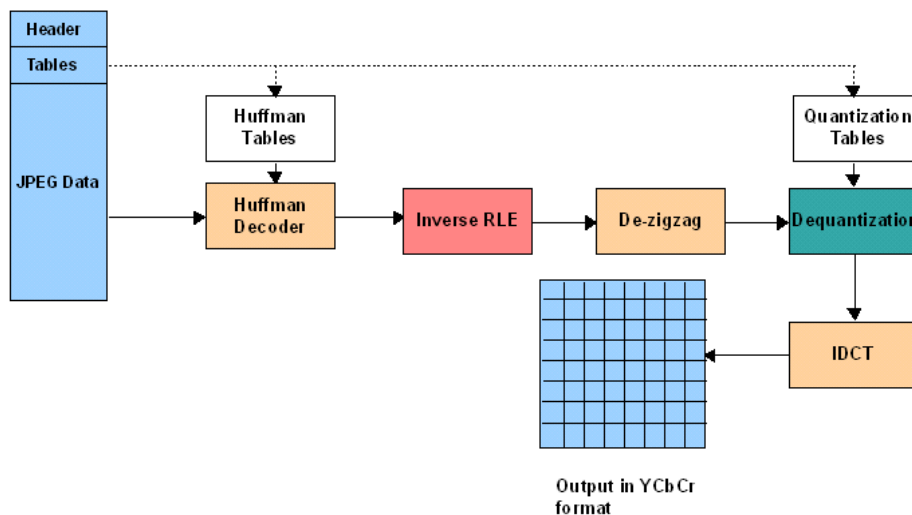 Header
Tables
JPEG Data
Huffman
Tables
Quantization
Tables
Huffman
Decoder
Inverse RLE
De-zigzag
Dequantization
IDCT
Output in YCbCr
format